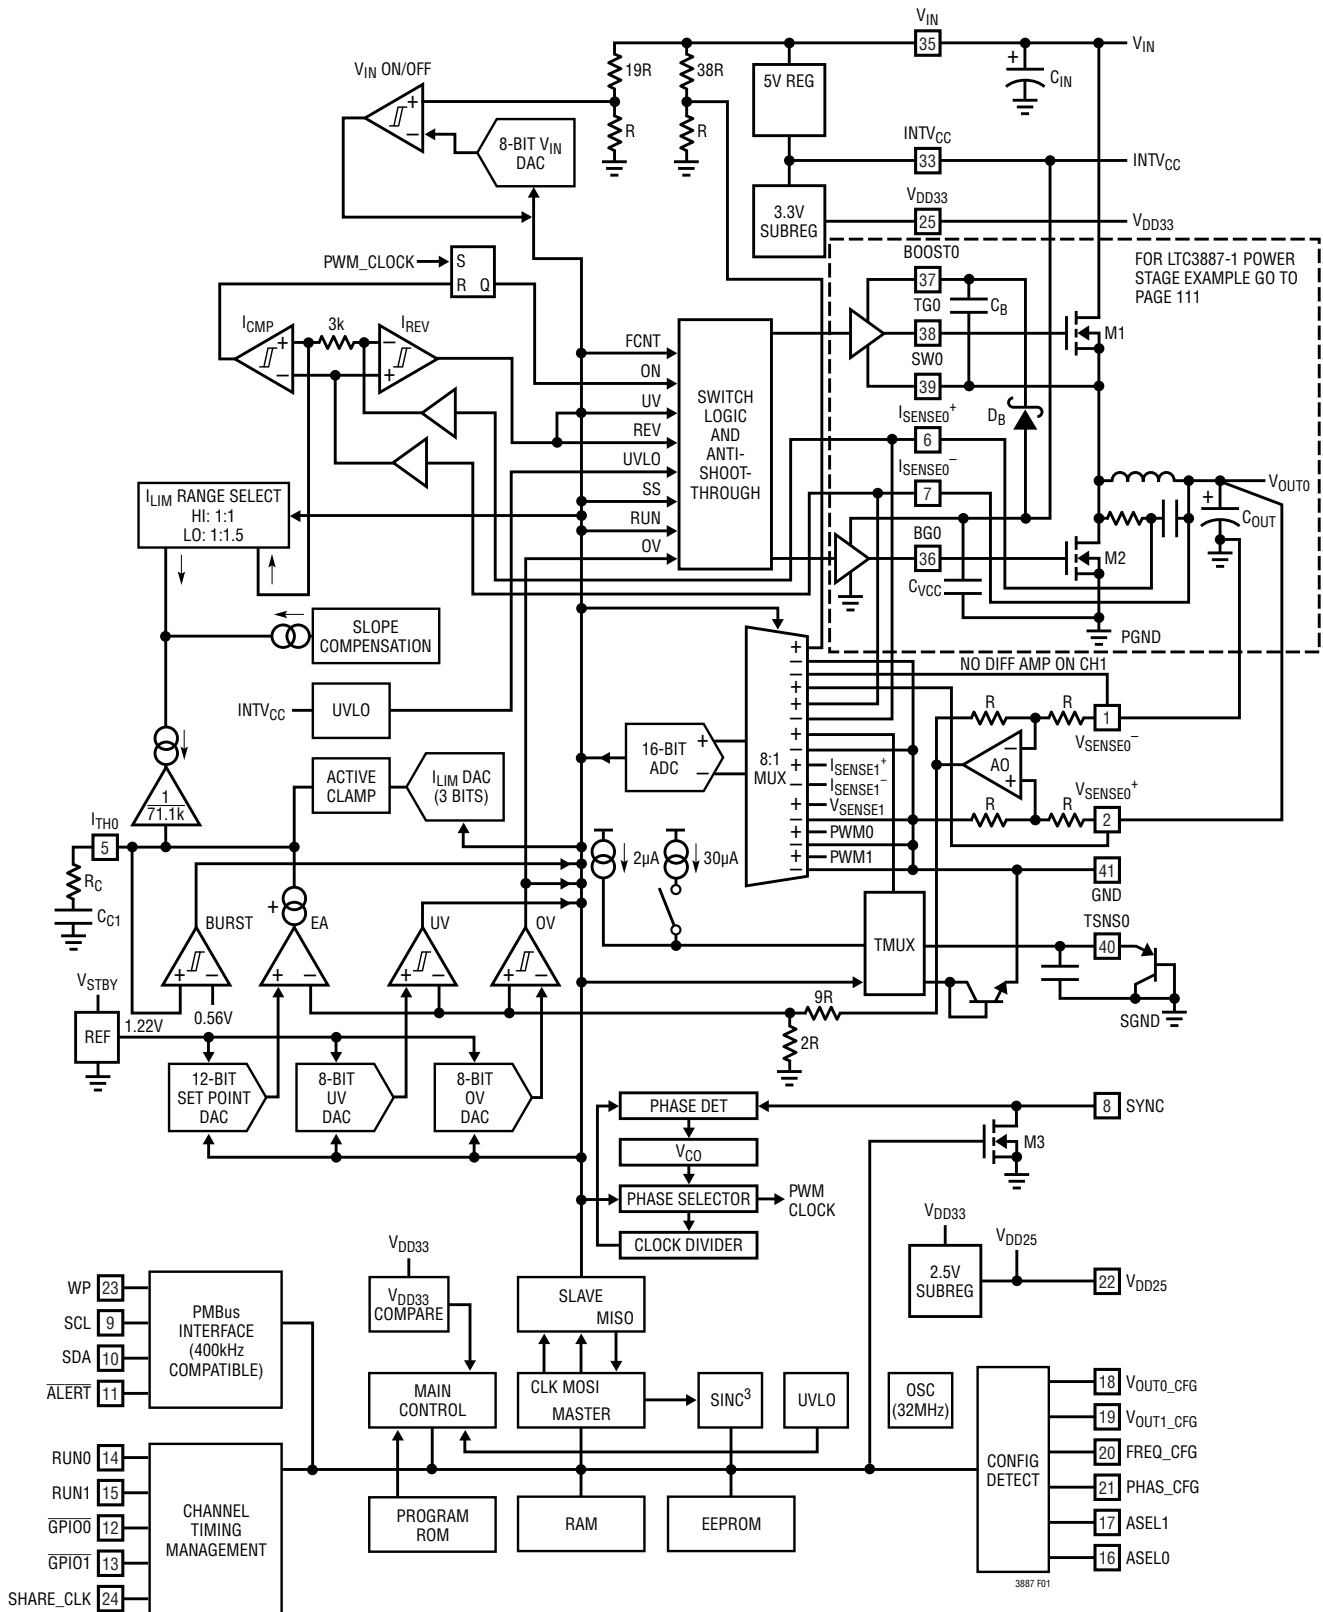 VIN
35
VIN
VIN ON/OFF
19R
38R
5V REG
+
CIN
+
−
8-BIT VIN
DAC
R
R
INTVCC
33
INTVCC
VDD33
3.3V
SUBREG
25
VDD33
PWM_CLOCK
S
R Q
BOOST0
37
FOR LTC3887-1 POWER
STAGE EXAMPLE GO TO
PAGE 111
TG0
CB
ICMP
3k
IREV
+
−
−
+
38
M1
SW0
39
FCNT
ON
UV
REV
UVLO
SS
RUN
OV
SWITCH
LOGIC
AND
ANTI-
SHOOT-
THROUGH
ISENSE0+
6
DB
ISENSE0−
7
VOUT0
+
COUT
ILIM RANGE SELECT
HI: 1:1
LO: 1:1.5
BG0
36
M2
CVCC
PGND
SLOPE
COMPENSATION
NO DIFF AMP ON CH1
INTVCC
UVLO
+
−
−
+
+
−
+
−
+
−
+
−
+
−
+
−
8:1
MUX
ISENSE1+
ISENSE1−
VSENSE1
PWM0
PWM1
R
R
1
VSENSE0−
−
AO
+
VSENSE0+
R
R
2
16-BIT
ADC
+
−
ACTIVE
CLAMP
ILIM DAC
(3 BITS)
1
71.1k
ITH0
5
2µA
30µA
41
GND
RC
CC1
BURST
+
EA
UV
OV
+
−
+
−
+
−
+
−
TMUX
TSNS0
40
SGND
VSTBY
0.56V
REF
1.22V
9R
2R
12-BIT
SET POINT
DAC
8-BIT
UV
DAC
8-BIT
OV
DAC
PHASE DET
8
SYNC
VCO
M3
PHASE SELECTOR
PWM
CLOCK
CLOCK DIVIDER
VDD33
VDD25
2.5V
SUBREG
22
VDD25
VDD33
VDD33
COMPARE
SLAVE
MISO
WP
23
SCL
9
SDA
10
ALERT
11
PMBus
INTERFACE
(400kHz
COMPATIBLE)
MAIN
CONTROL
CLK MOSI
MASTER
SINC3
UVLO
OSC
(32MHz)
RUN0
14
RUN1
15
GPIO0
12
GPIO1
13
SHARE_CLK
24
CHANNEL
TIMING
MANAGEMENT
PROGRAM
ROM
RAM
EEPROM
CONFIG
DETECT
18
VOUT0_CFG
19
VOUT1_CFG
20
FREQ_CFG
21
PHAS_CFG
17
ASEL1
16
ASEL0
3887 F01